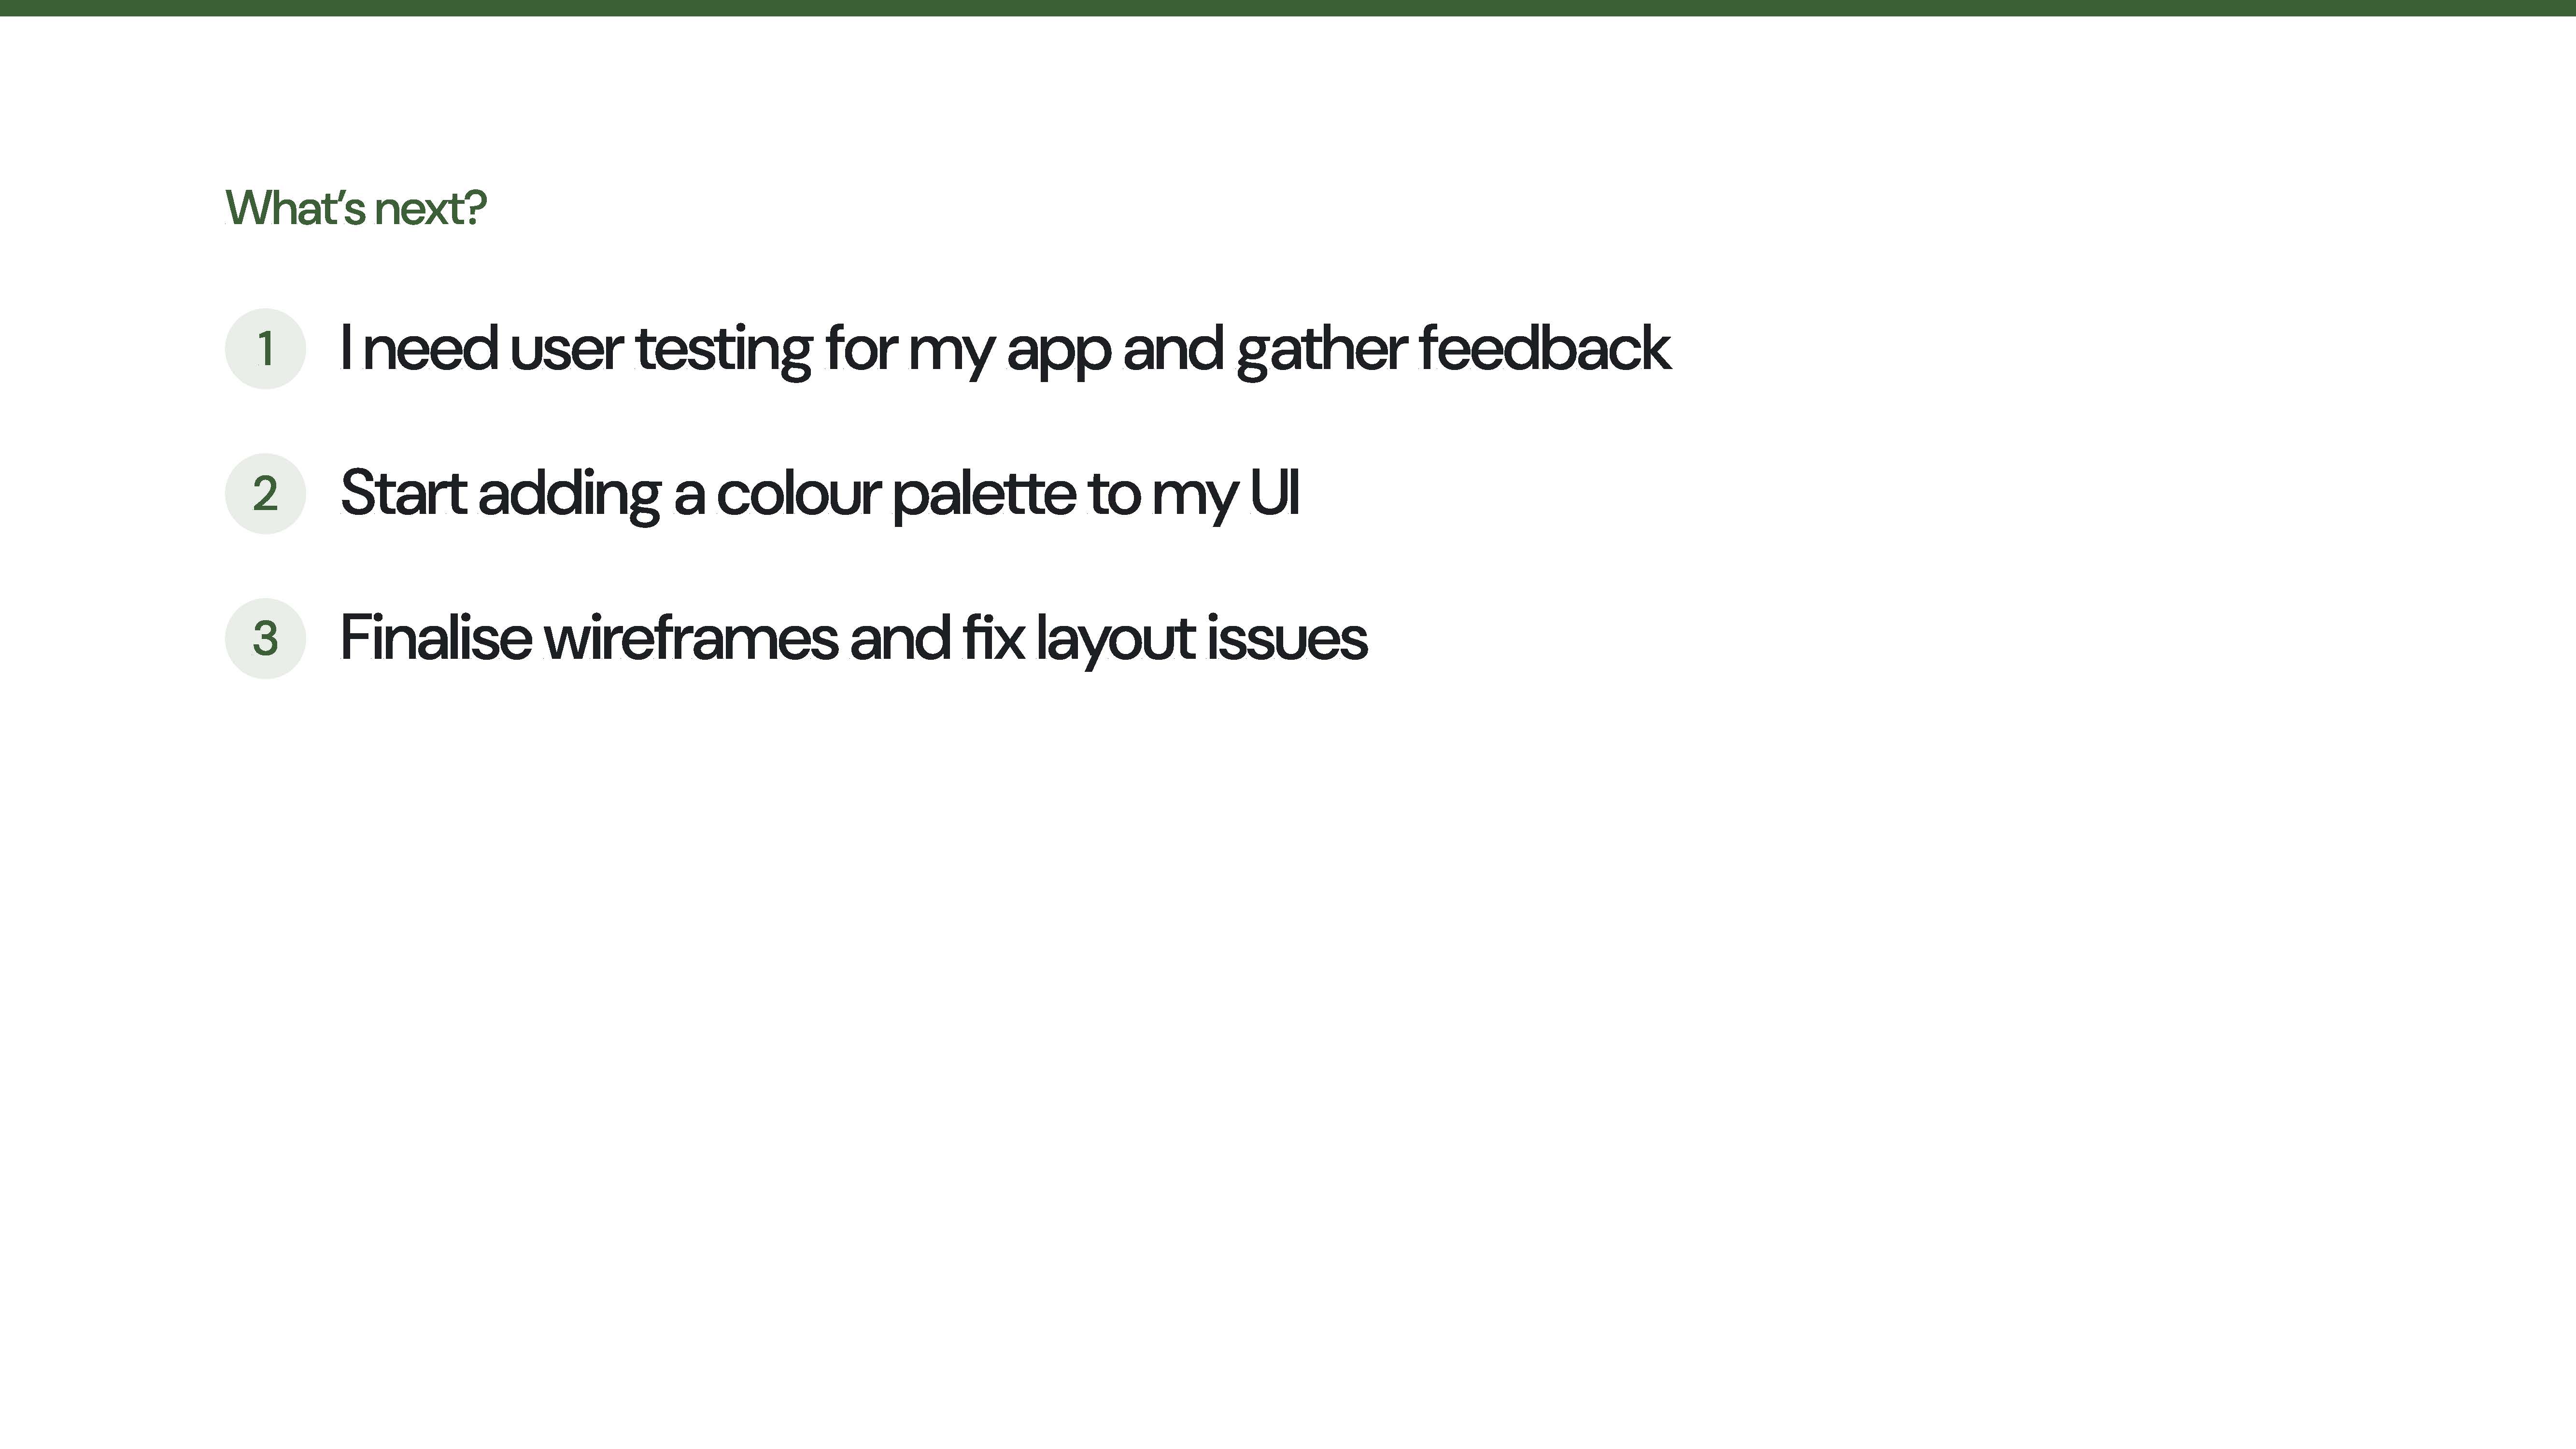 What’s next?
1 I need user testing for my app and gather feedback
2 Start adding a colour palette to my UI
3 Finalise wireframes and fix layout issues